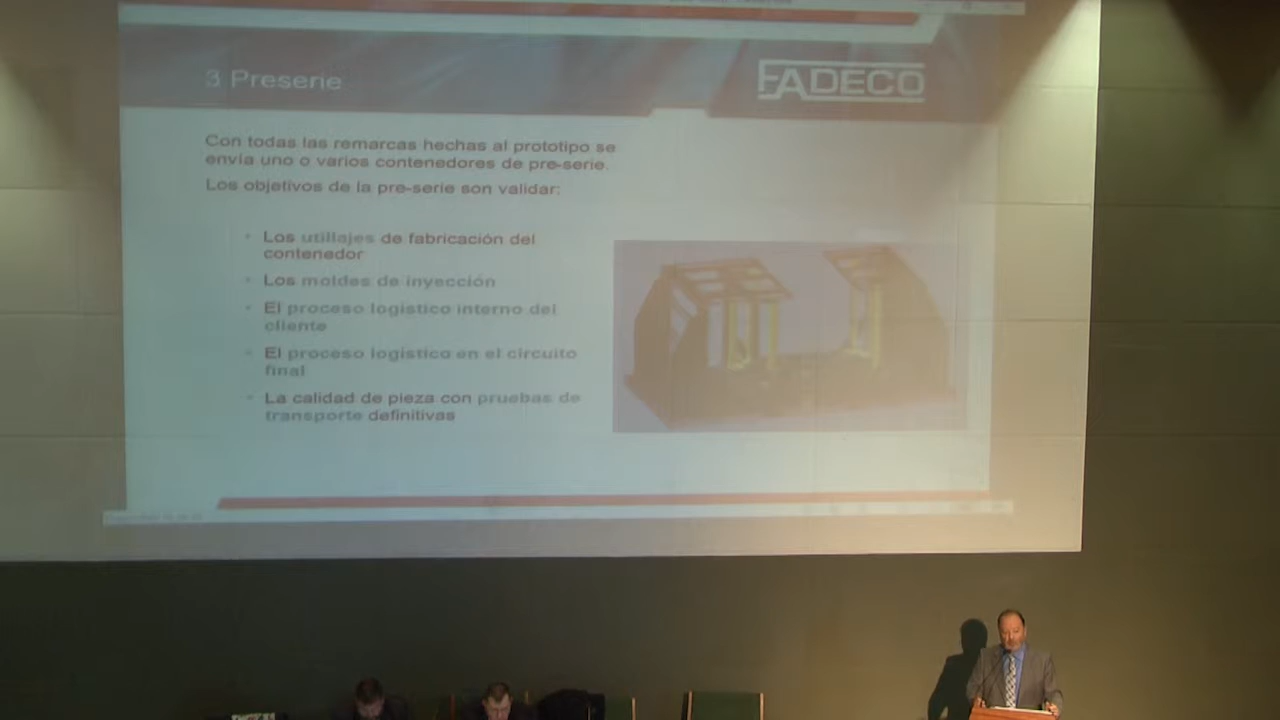 3 Preserie
FADECO
Con todas las remarcas hechas al prototipo se
envía uno o varios contenedores de pre-serie.
Los objetivos de la pre-serie son validar:
• Los utillajes de fabricación del
contenedor
• Los moldes de inyección
• El proceso logístico interno del
cliente
• El proceso logística en el circuito
final
• La calidad de pieza con pruebas de
transporte definitivas